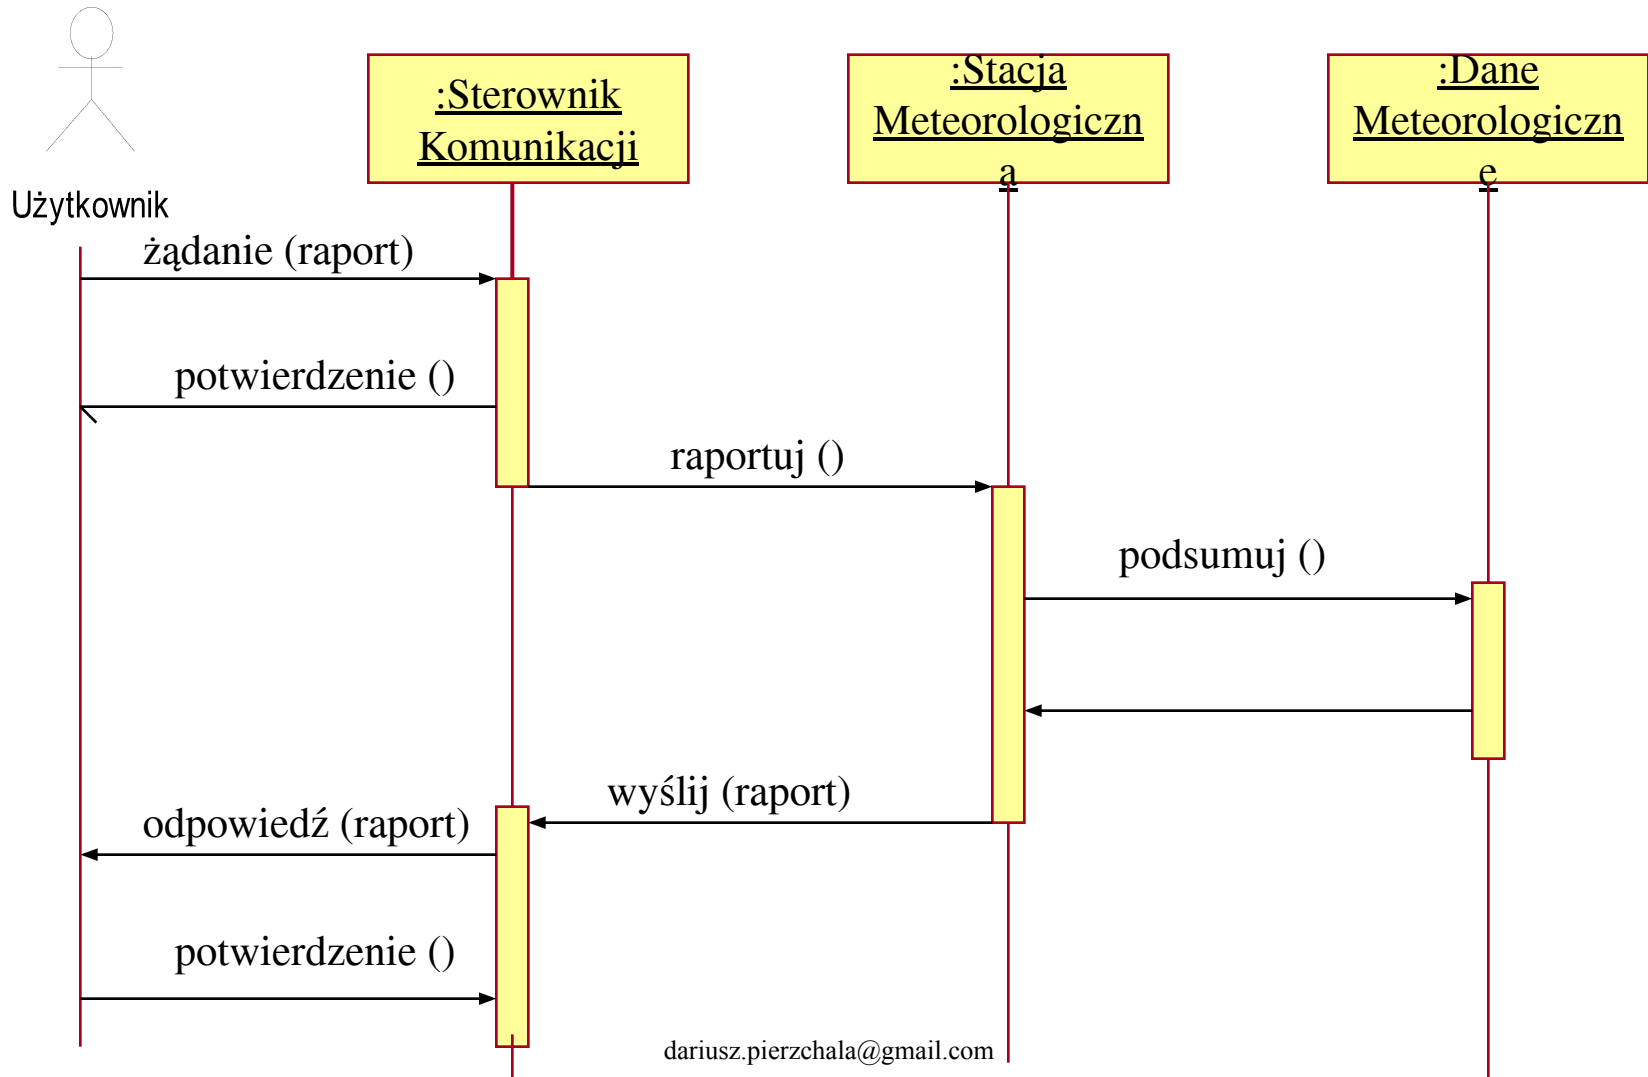 :Sterownik
Komunikacji
:Stacja
Meteorologiczn
a
:Dane
Meteorologiczn
e
Użytkownik
żądanie (raport)
potwierdzenie ()
raportuj ()
podsumuj ()
wyślij (raport)
odpowiedź (raport)
potwierdzenie ()
dariusz.pierzchala@gmail.com